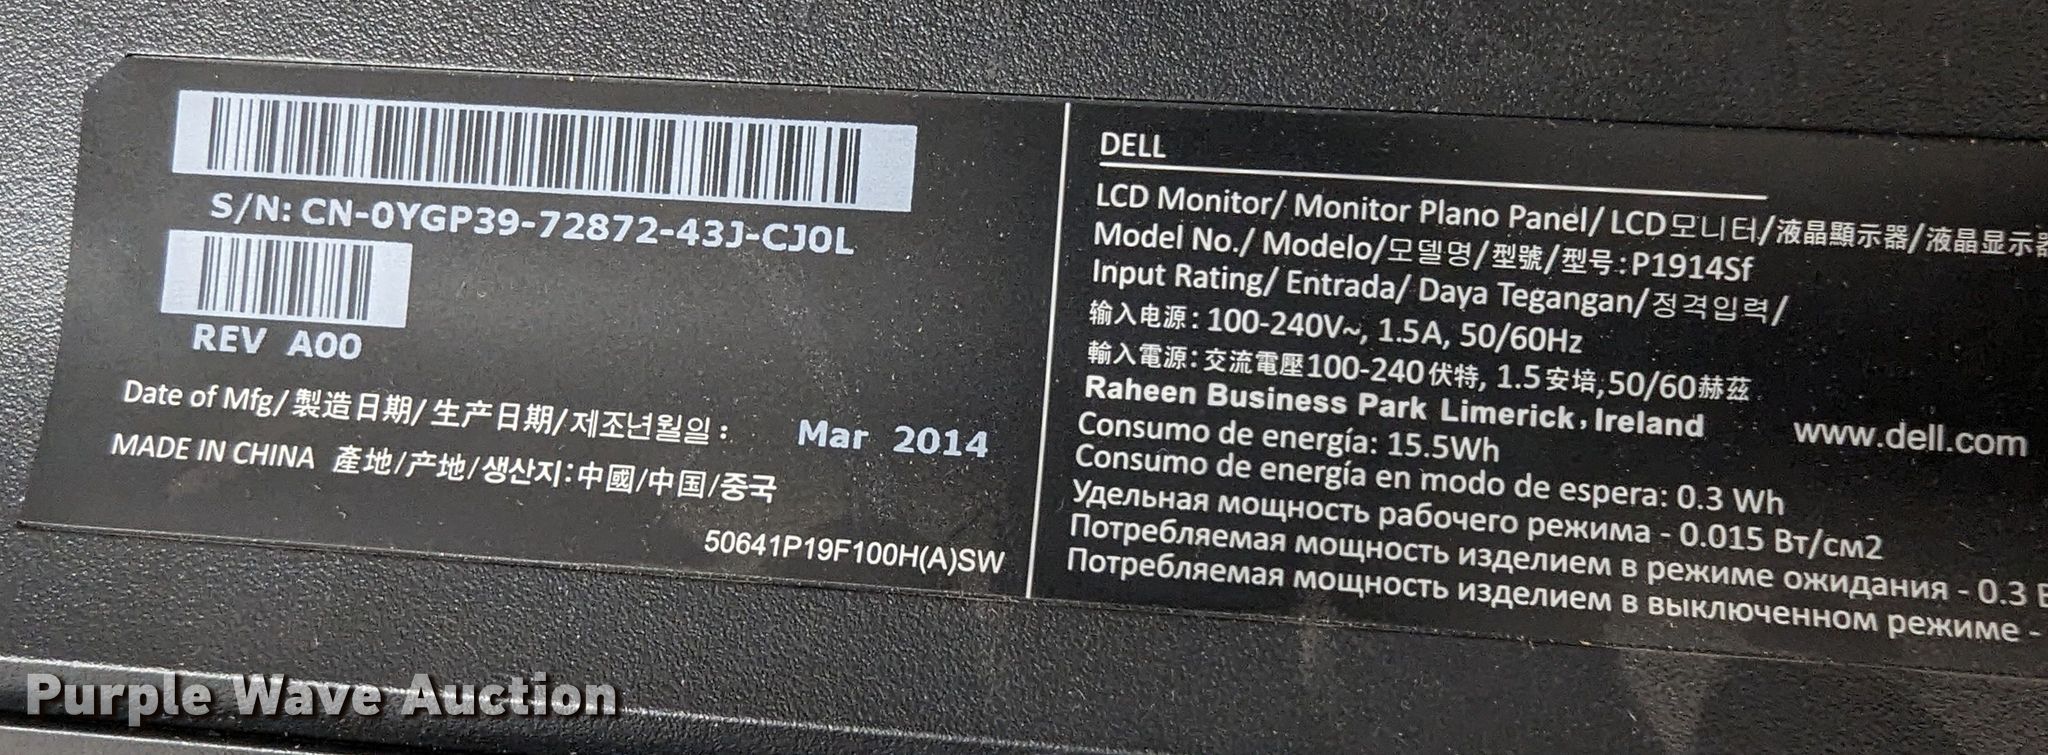 S/N: CN-0YGP39-72872-43J-CJ0L
REV A00
Date of Mfg/製造日期/生产日期/제조년월일: Mar 2014
MADE IN CHINA 產地/产地/생산지:中國/中国/중국
50641P19F100H(A)SW
DELL
LCD Monitor/ Monitor Plano Panel/ LCD모니터/液晶顯示器/液晶显示器
Model No./ Modelo/모델명/型號/型号:P1914Sf
Input Rating/ Entrada/ Daya Tegangan/정격입력/
输入电源: 100-240V~, 1.5A, 50/60Hz
輸入電源: 交流電壓100-240伏特, 1.5安培,50/60赫茲
Raheen Business Park Limerick, Ireland
www.dell.com
Consumo de energía: 15.5Wh
Consumo de energía en modo de espera: 0.3 Wh
Удельная мощность рабочего режима - 0.015 Вт/см2
Потребляемая мощность изделием в режиме ожидания - 0.3
Потребляемая мощность изделием в выключенном режиме -
Purple Wave Auction